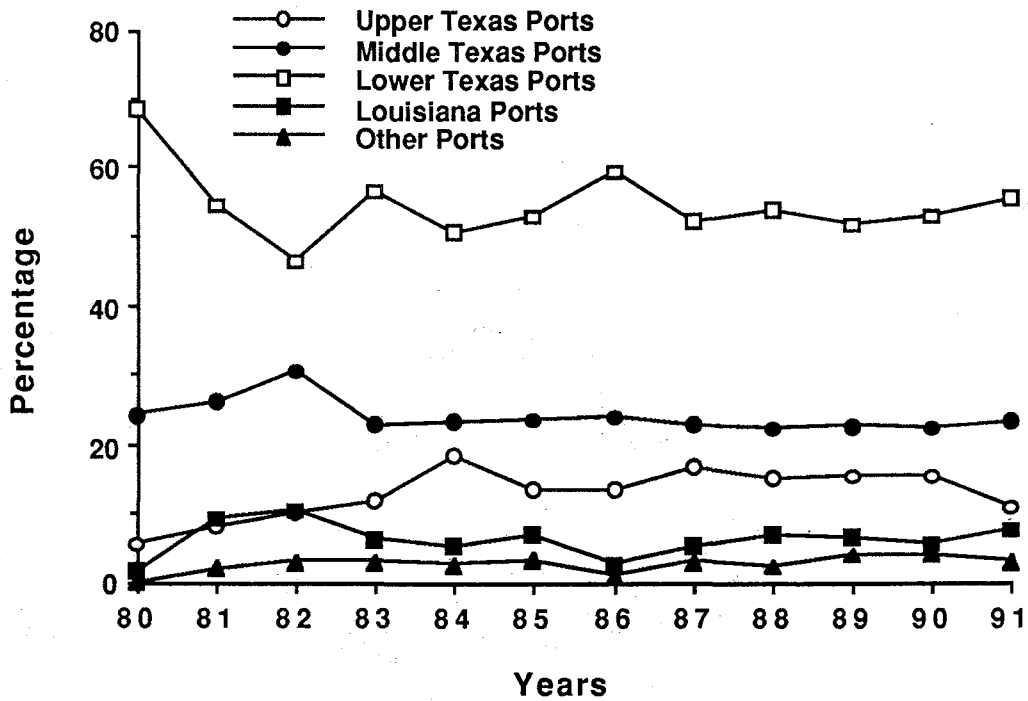 Upper Texas Ports
Middle Texas Ports
Lower Texas Ports
Louisiana Ports
Other Ports
80
60
40
20
0
Percentage
80 81 82 83 84 85 86 87 88 89 90 91
Years